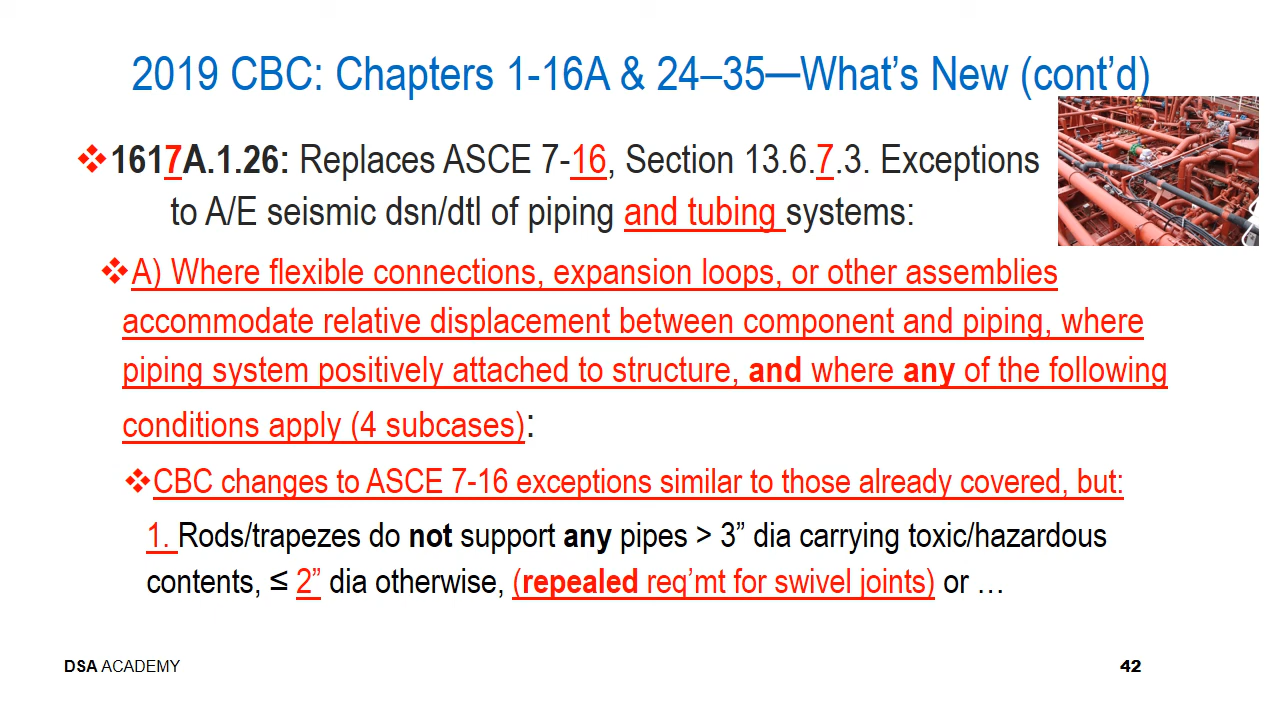 2019 CBC: Chapters 1-16A & 24–35—What’s New (cont’d)
❖1617A.1.26: Replaces ASCE 7-16, Section 13.6.7.3. Exceptions
to A/E seismic dsn/dtl of piping and tubing systems:
❖A) Where flexible connections, expansion loops, or other assemblies
accommodate relative displacement between component and piping, where
piping system positively attached to structure, and where any of the following
conditions apply (4 subcases):
❖CBC changes to ASCE 7-16 exceptions similar to those already covered, but:
1. Rods/trapezes do not support any pipes > 3” dia carrying toxic/hazardous
contents, ≤ 2” dia otherwise, (repealed req’mt for swivel joints) or …
DSA ACADEMY
42